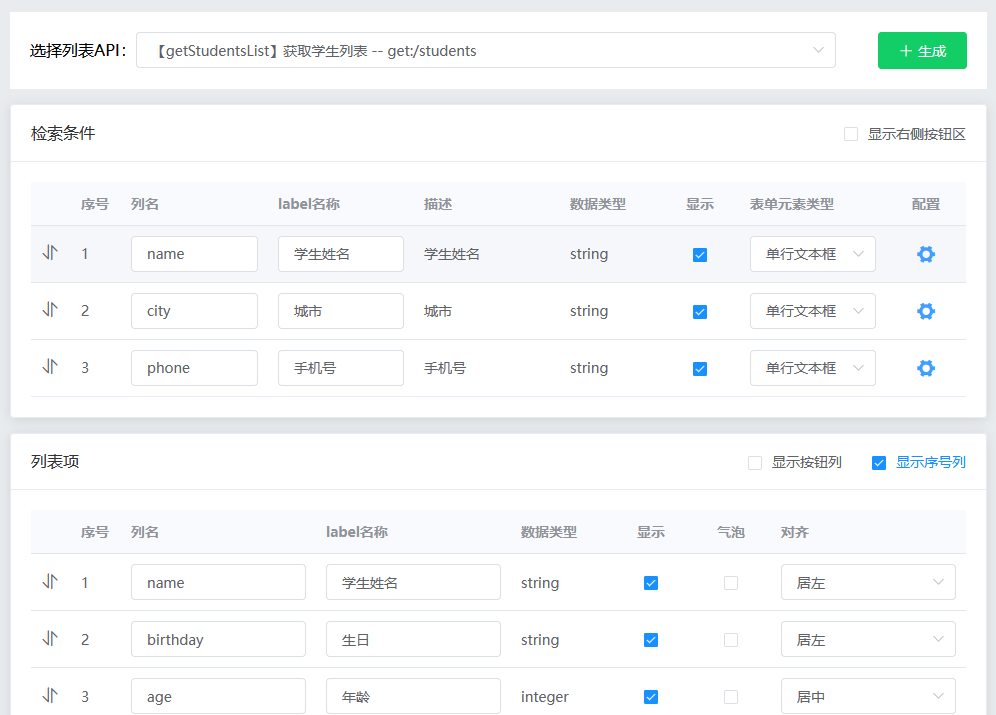 选择列表API： 【getStudentsList】获取学生列表 -- get:/students 生成
检索条件 显示右侧按钮区
序号 列名 label名称 描述 数据类型 显示 表单元素类型 配置
1 name 学生姓名 学生姓名 string 单行文本框
2 city 城市 城市 string 单行文本框
3 phone 手机号 手机号 string 单行文本框
列表项 显示按钮列 显示序号列
序号 列名 label名称 数据类型 显示 气泡 对齐
1 name 学生姓名 string 居左
2 birthday 生日 string 居左
3 age 年龄 integer 居中